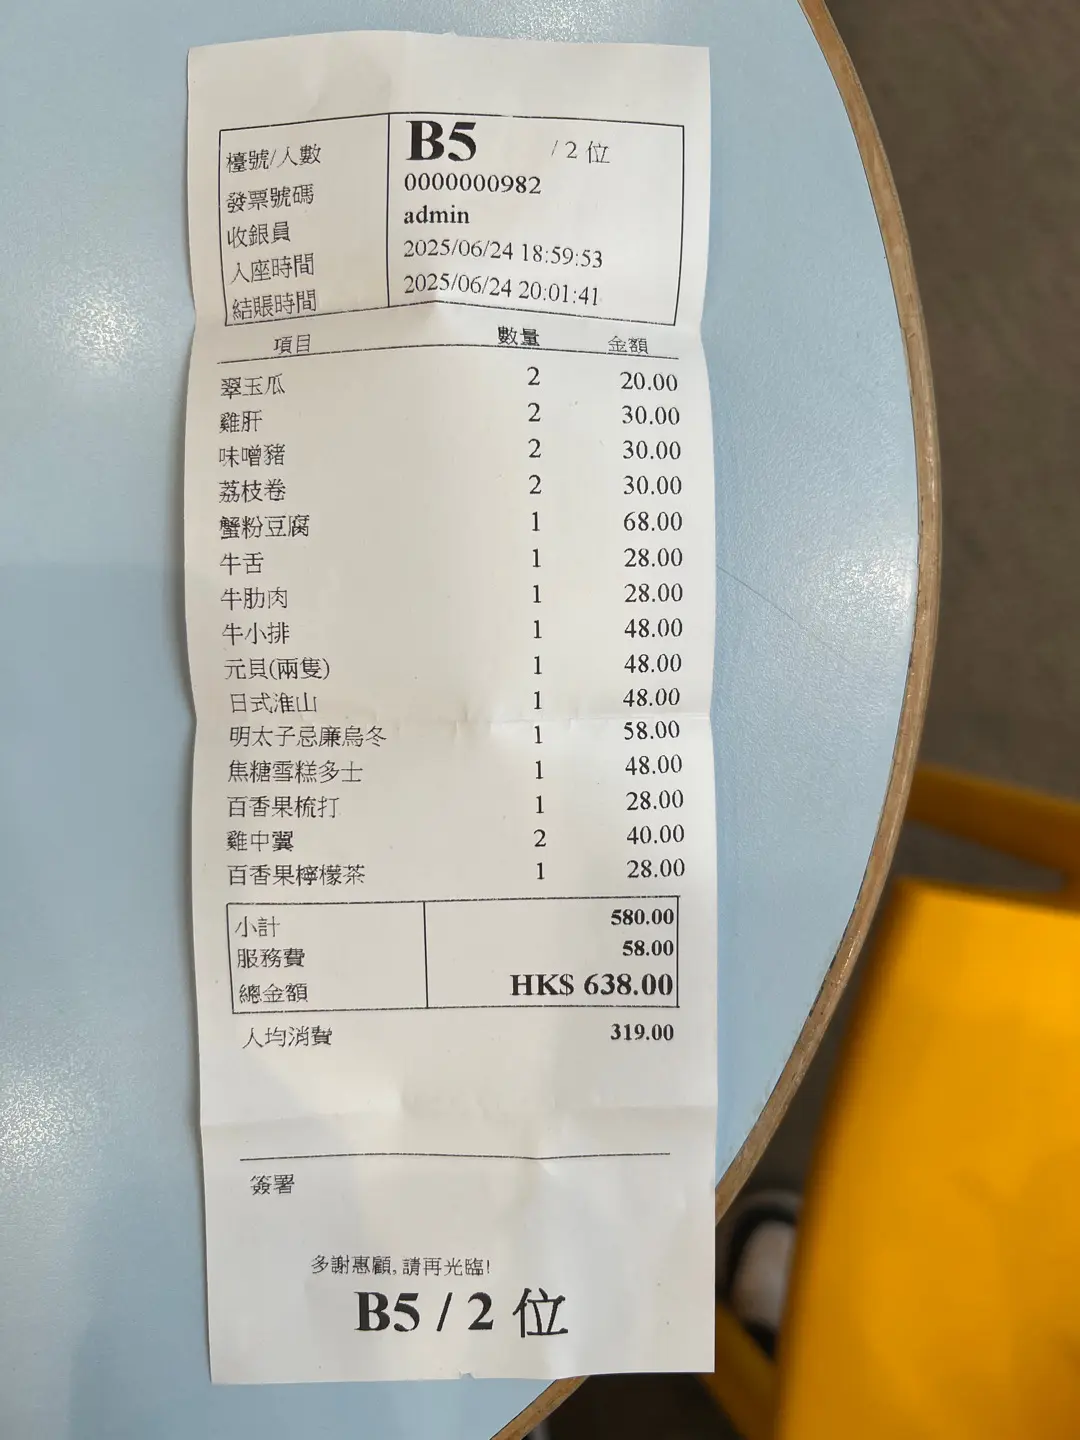 檯號/人數 B5 / 2 位
發票號碼 0000000982
收銀員 admin
入座時間 2025/06/24 18:59:53
結賬時間 2025/06/24 20:01:41
項目 數量 金額
翠玉瓜 2 20.00
雞肝 2 30.00
味噌豬 2 30.00
荔枝卷 2 30.00
蟹粉豆腐 1 68.00
牛舌 1 28.00
牛肋肉 1 28.00
牛小排 1 48.00
元貝(兩隻) 1 48.00
日式淮山 1 48.00
明太子忌廉烏冬 1 58.00
焦糖雪糕多士 1 48.00
百香果梳打 1 28.00
雞中翼 2 40.00
百香果檸檬茶 1 28.00
小計 580.00
服務費 58.00
總金額 HK$ 638.00
人均消費 319.00
簽署
多謝惠顧, 請再光臨!
B5 / 2 位